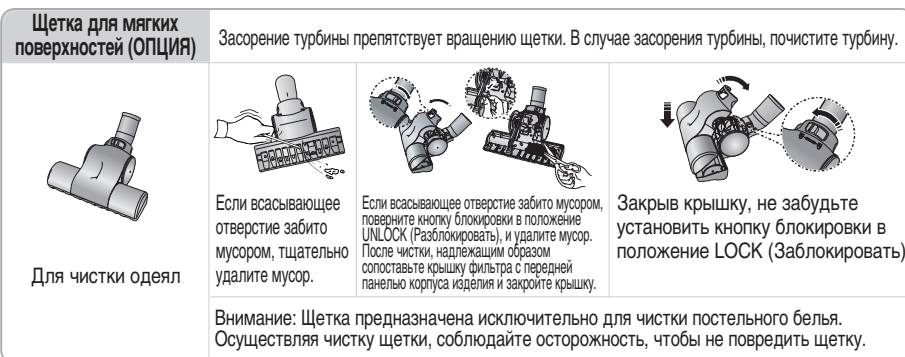 Щетка для мягких
поверхностей (ОПЦИЯ)
Засорение турбины препятствует вращению щетки. В случае засорения турбины, почистите турбину.
Для чистки одеял
Если всасывающее
отверстие забито
мусором, тщательно
удалите мусор.
Если всасывающее отверстие забито мусором,
поверните кнопку блокировки в положение
UNLOCK (Разблокировать), и удалите мусор.
После чистки, надлежащим образом
сопоставьте крышку фильтра с передней
панелью корпуса изделия и закройте крышку.
Закрыв крышку, не забудьте
установить кнопку блокировки в
положение LOCK (Заблокировать)
Внимание: Щетка предназначена исключительно для чистки постельного белья.
Осуществляя чистку щетки, соблюдайте осторожность, чтобы не повредить щетку.